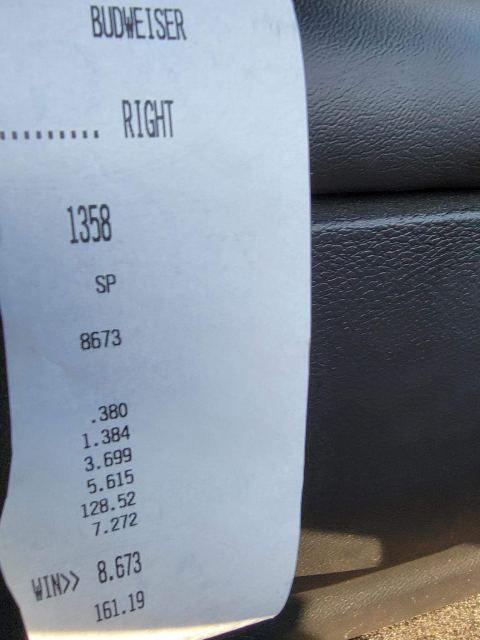 BUDWEISER
......... RIGHT
1358
SP
8673
.380
1.384
3.699
5.615
128.52
7.272
WIN>> 8.673
161.19